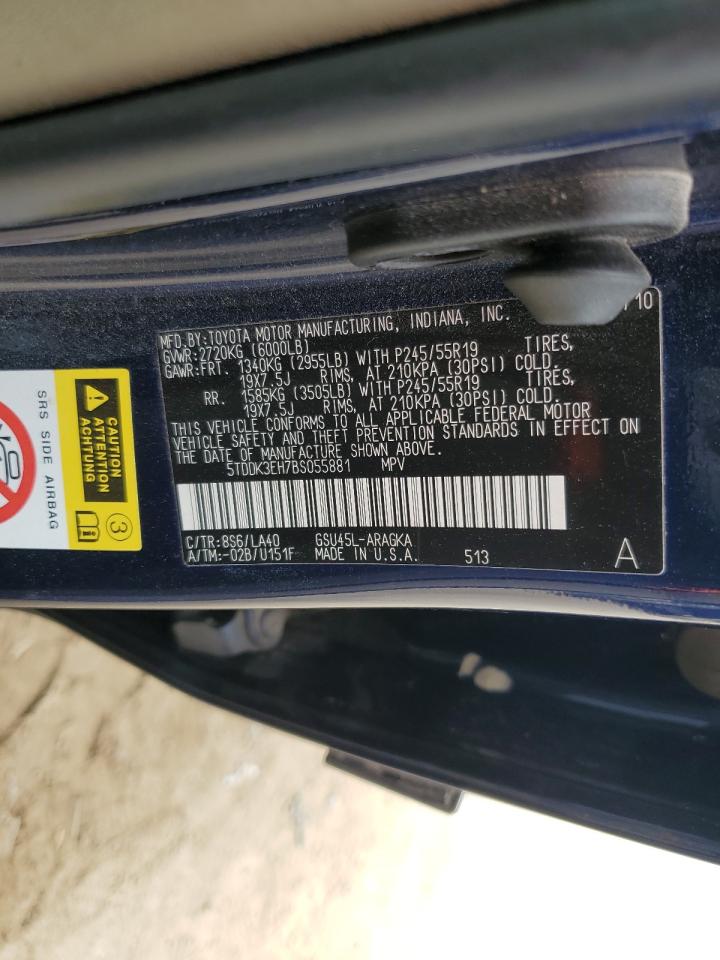 10
MFD.BY:TOYOTA MOTOR MANUFACTURING, INDIANA, INC.
GVWR:2720KG (6000LB)
GAWR:FRT. 1340KG (2955LB) WITH P245/55R19 TIRES,
19X7.5J RIMS, AT 210KPA (30PSI) COLD.
RR. 1585KG (3505LB) WITH P245/55R19 TIRES,
19X7.5J RIMS, AT 210KPA (30PSI) COLD.
THIS VEHICLE CONFORMS TO ALL APPLICABLE FEDERAL MOTOR
VEHICLE SAFETY AND THEFT PREVENTION STANDARDS IN EFFECT ON
THE DATE OF MANUFACTURE SHOWN ABOVE.
5TDDK3EH7BS055881 MPV
C/TR:8S6/LA40 GSU45L-ARAGKA
A/TM:-02B/U151F MADE IN U.S.A. 513 A
CAUTION
ATTENTION
ACHTUNG
3
SRS SIDE AIRBAG